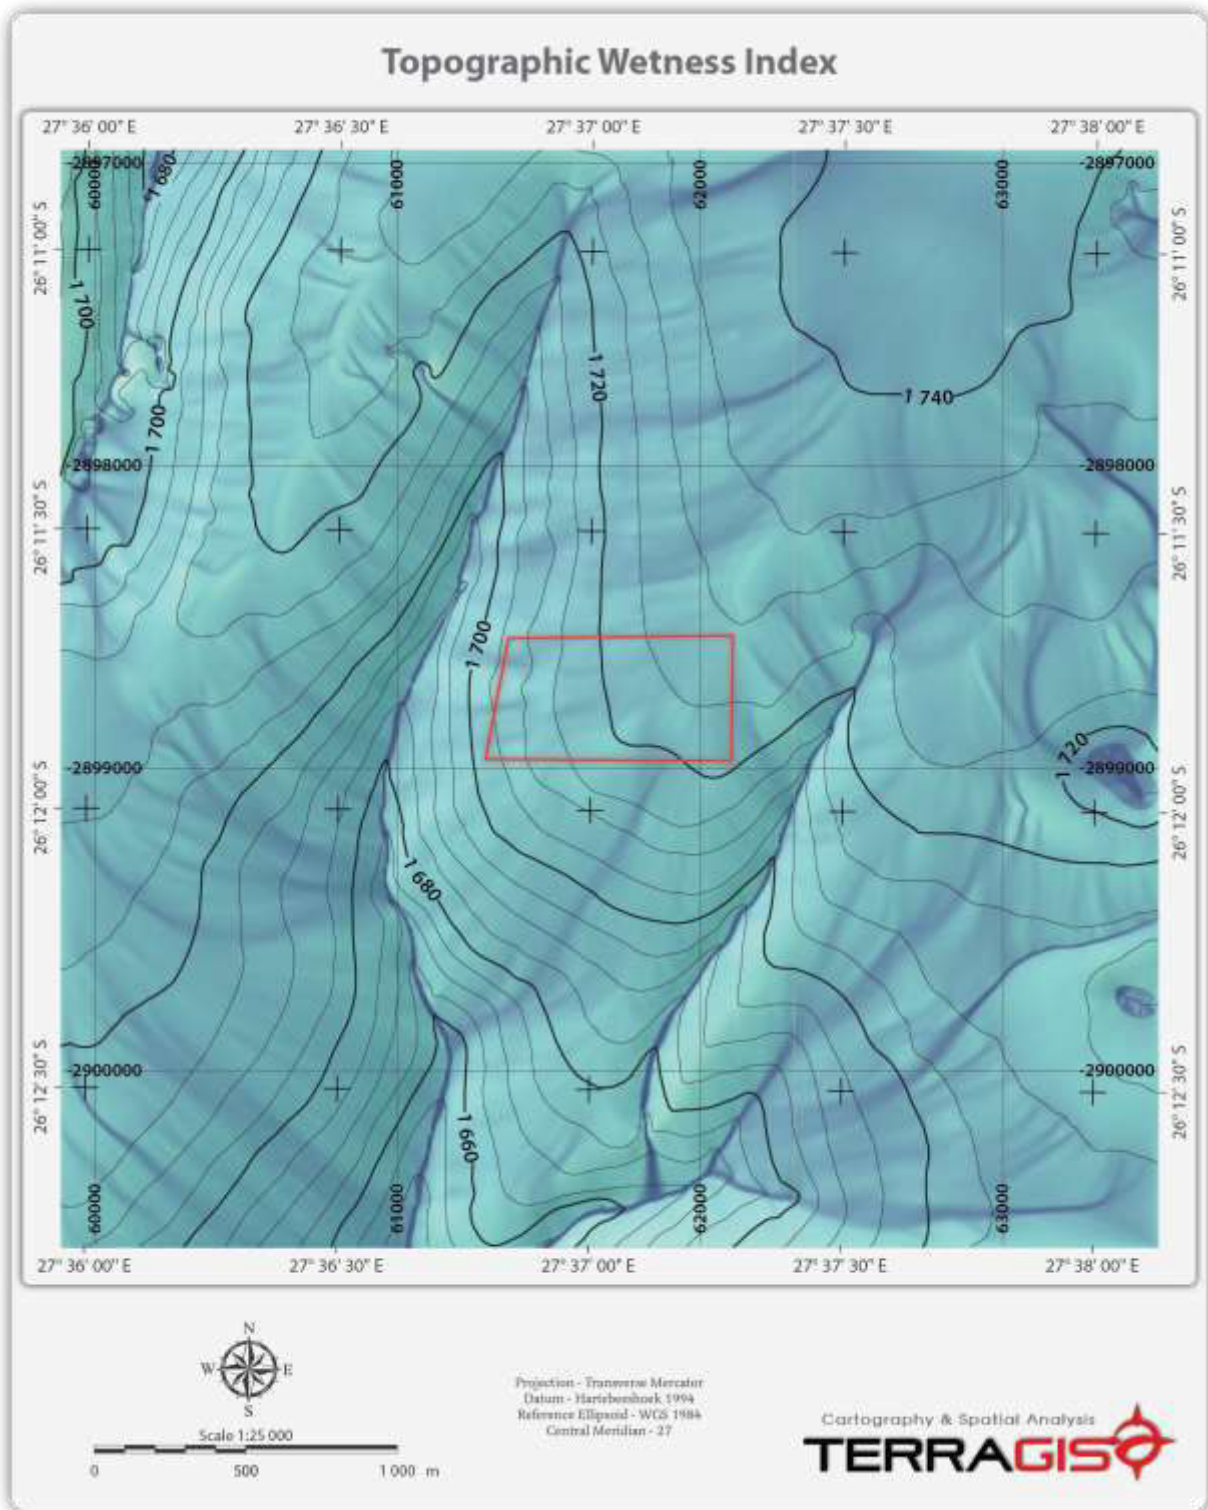 Topographic Wetness Index
27° 36' 00" E 27° 36' 30" E 27° 37' 00" E 27° 37' 30" E 27° 38' 00" E
-2897000 -2897000
60000 61000 62000 63000
1 680
26° 11' 00" S 26° 11' 00" S
1 700
1 720
1 740
1 700
-2898000 -2898000
26° 11' 30" S 26° 11' 30" S
1 700
1 720
-2899000 -2899000
26° 12' 00" S 26° 12' 00" S
1 680
-2900000 -2900000
26° 12' 30" S 26° 12' 30" S
1 660
60000 61000 62000 63000
27° 36' 00" E 27° 36' 30" E 27° 37' 00" E 27° 37' 30" E 27° 38' 00" E
N
W E
S
Scale 1:25 000
0 500 1 000 m
Projection - Transverse Mercator
Datum - Hartebeeshoek 1994
Reference Ellipsoid - WGS 1984
Central Meridian - 27
Cartography & Spatial Analysis
TERRAGIS